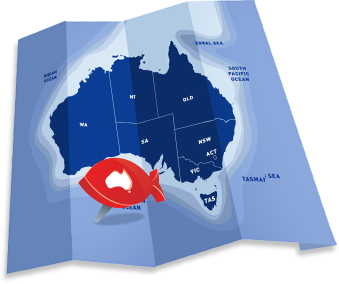 CORAL SEA
INDIAN
OCEAN
SOUTH
PACIFIC
OCEAN
NT
QLD
WA
SA
NSW
ACT
VIC
TASMAN SEA
TAS
OCEAN